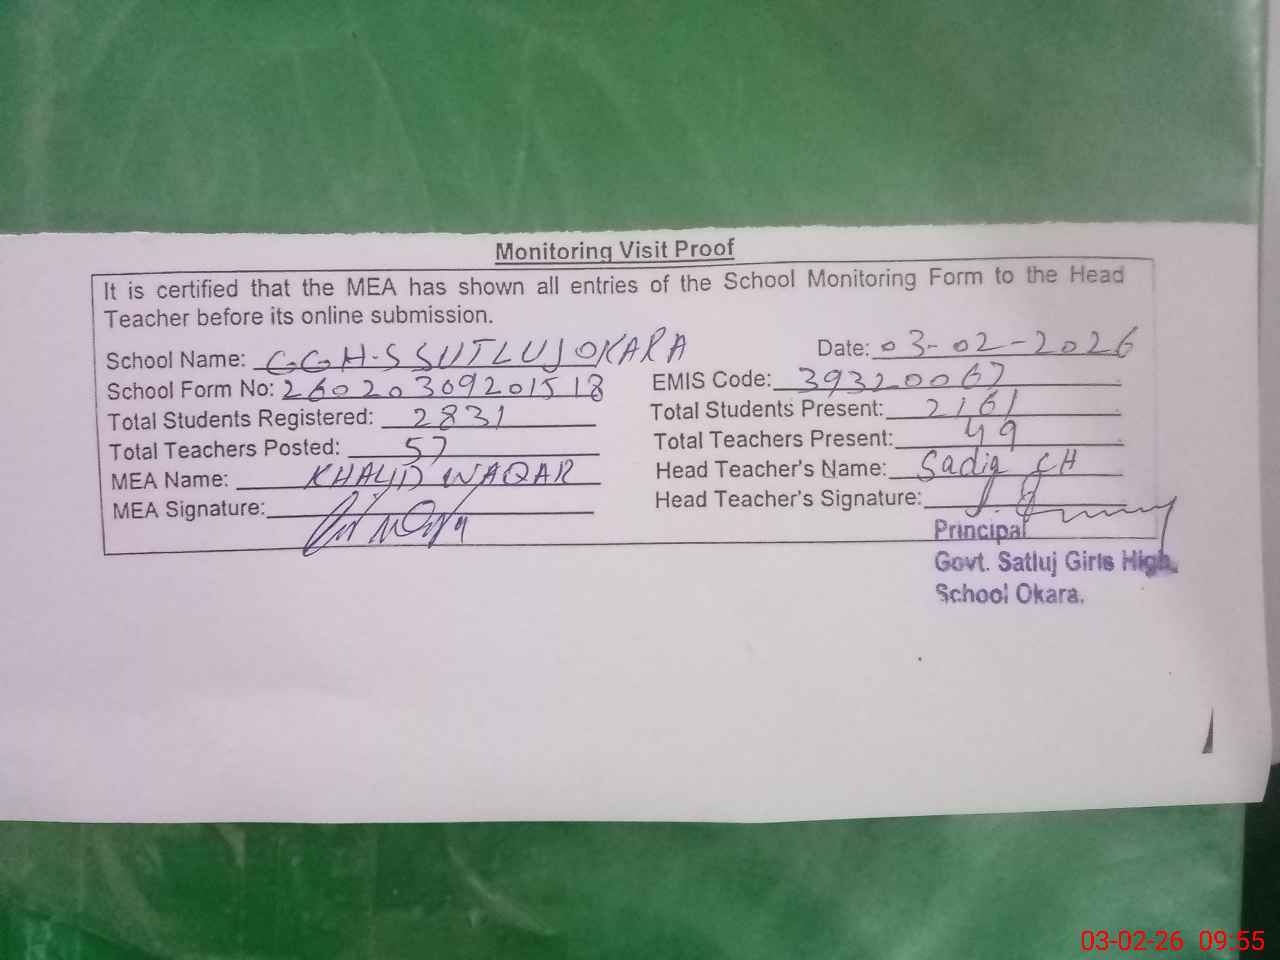 Monitoring Visit Proof
It is certified that the MEA has shown all entries of the School Monitoring Form to the Head
Teacher before its online submission.
School Name: G.G.H.S SUTLUJ OKARA Date: 03-02-2026
School Form No: 260203092015 18 EMIS Code: 39320067
Total Students Registered: 2831 Total Students Present: 2161
Total Teachers Posted: 57 Total Teachers Present: 49
MEA Name: KHALID WAQAR Head Teacher's Name: Sadiq CH
MEA Signature: Head Teacher's Signature:
Principal
Govt. Satluj Girls High
School Okara.
03-02-26 09:55